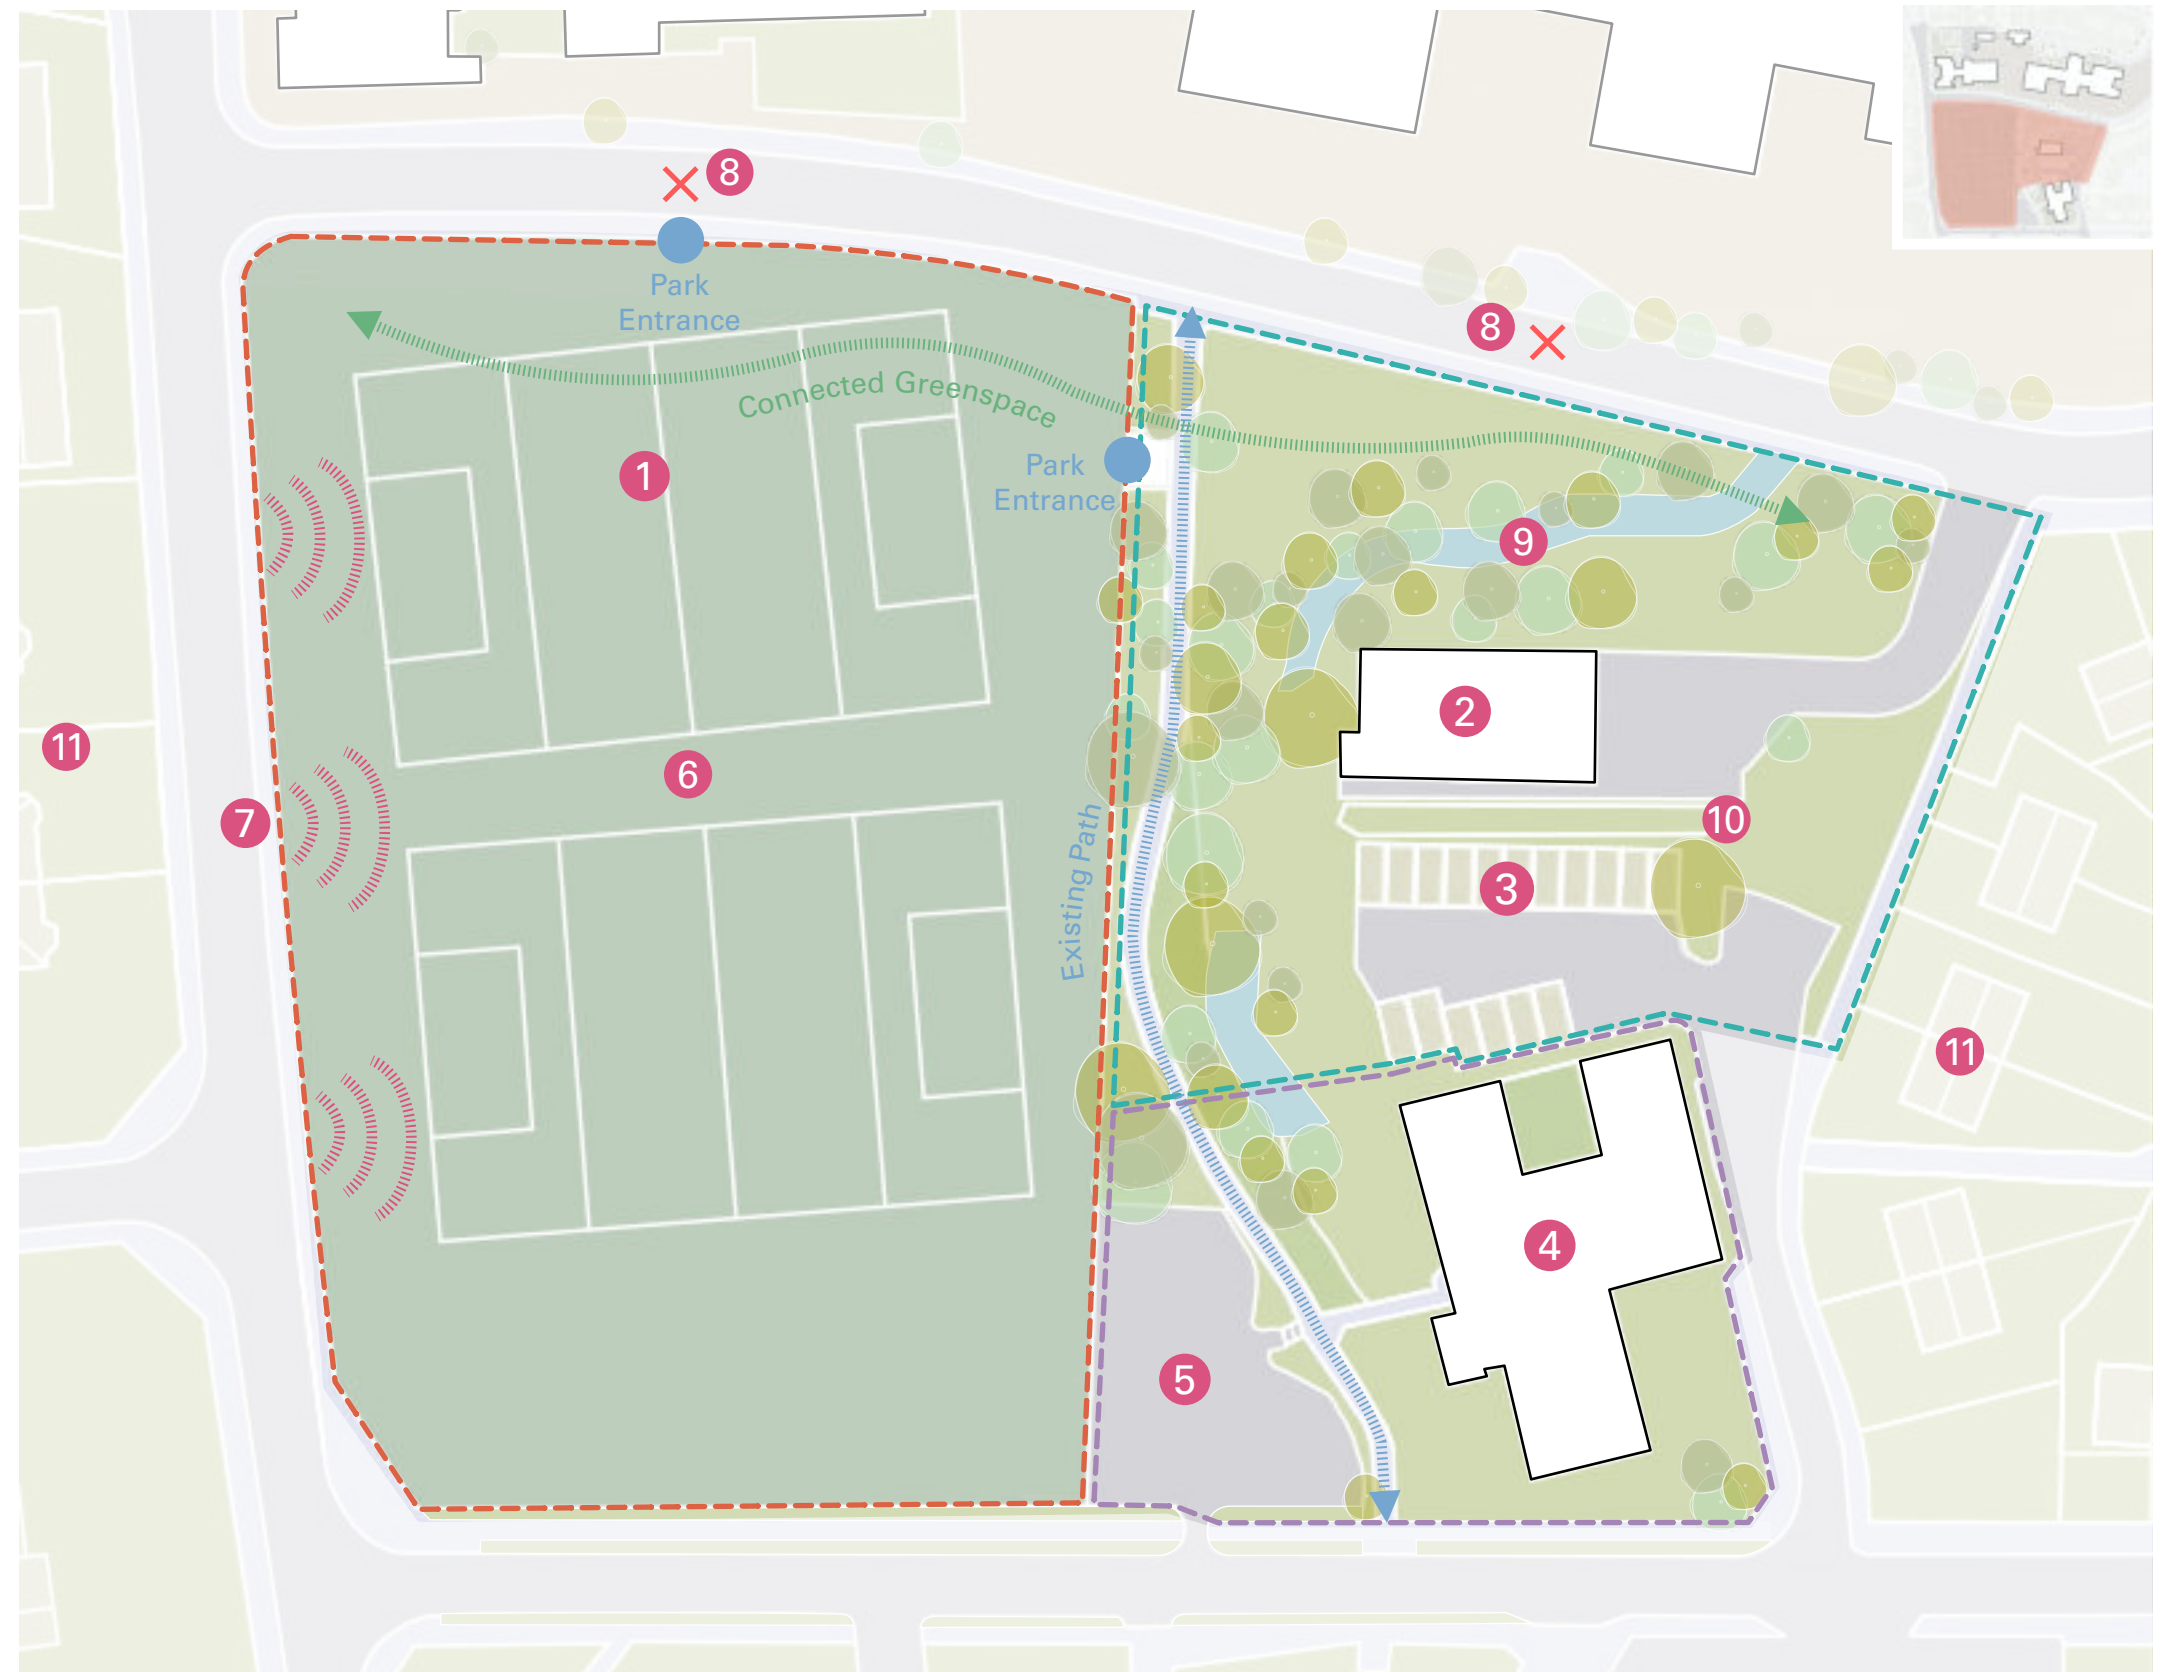 8
Park
Entrance
8
Connected Greenspace
1
Park
Entrance
9
2
11
6
7
10
3
Existing Path
11
4
5